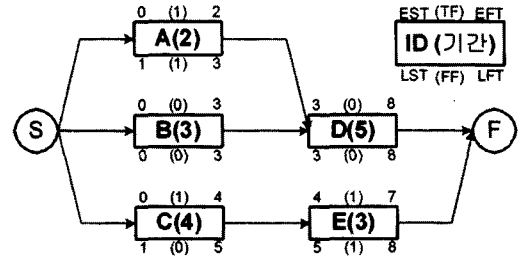 0 (1) 2
A(2)
1 (1) 3
EST (TF) EFT
ID (기간)
LST (FF) LFT
S
0 (0) 3
B(3)
0 (0) 3
3 (0) 8
D(5)
3 (0) 8
F
0 (1) 4
C(4)
1 (0) 5
4 (1) 7
E(3)
5 (1) 8